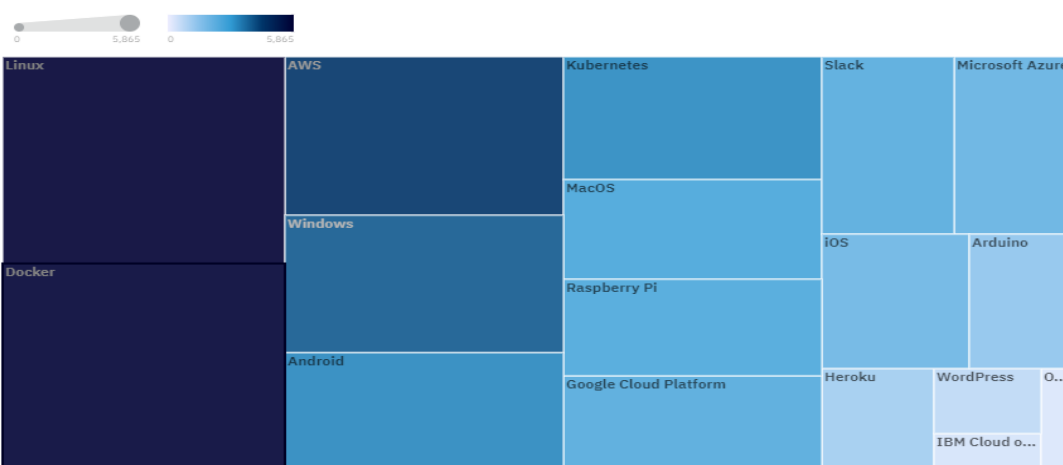 0 5,865 0 5,865
Linux
AWS
Kubernetes
Slack
Microsoft Azure
MacOS
Windows
iOS
Arduino
Docker
Raspberry Pi
Android
Heroku
WordPress
O...
Google Cloud Platform
IBM Cloud o...